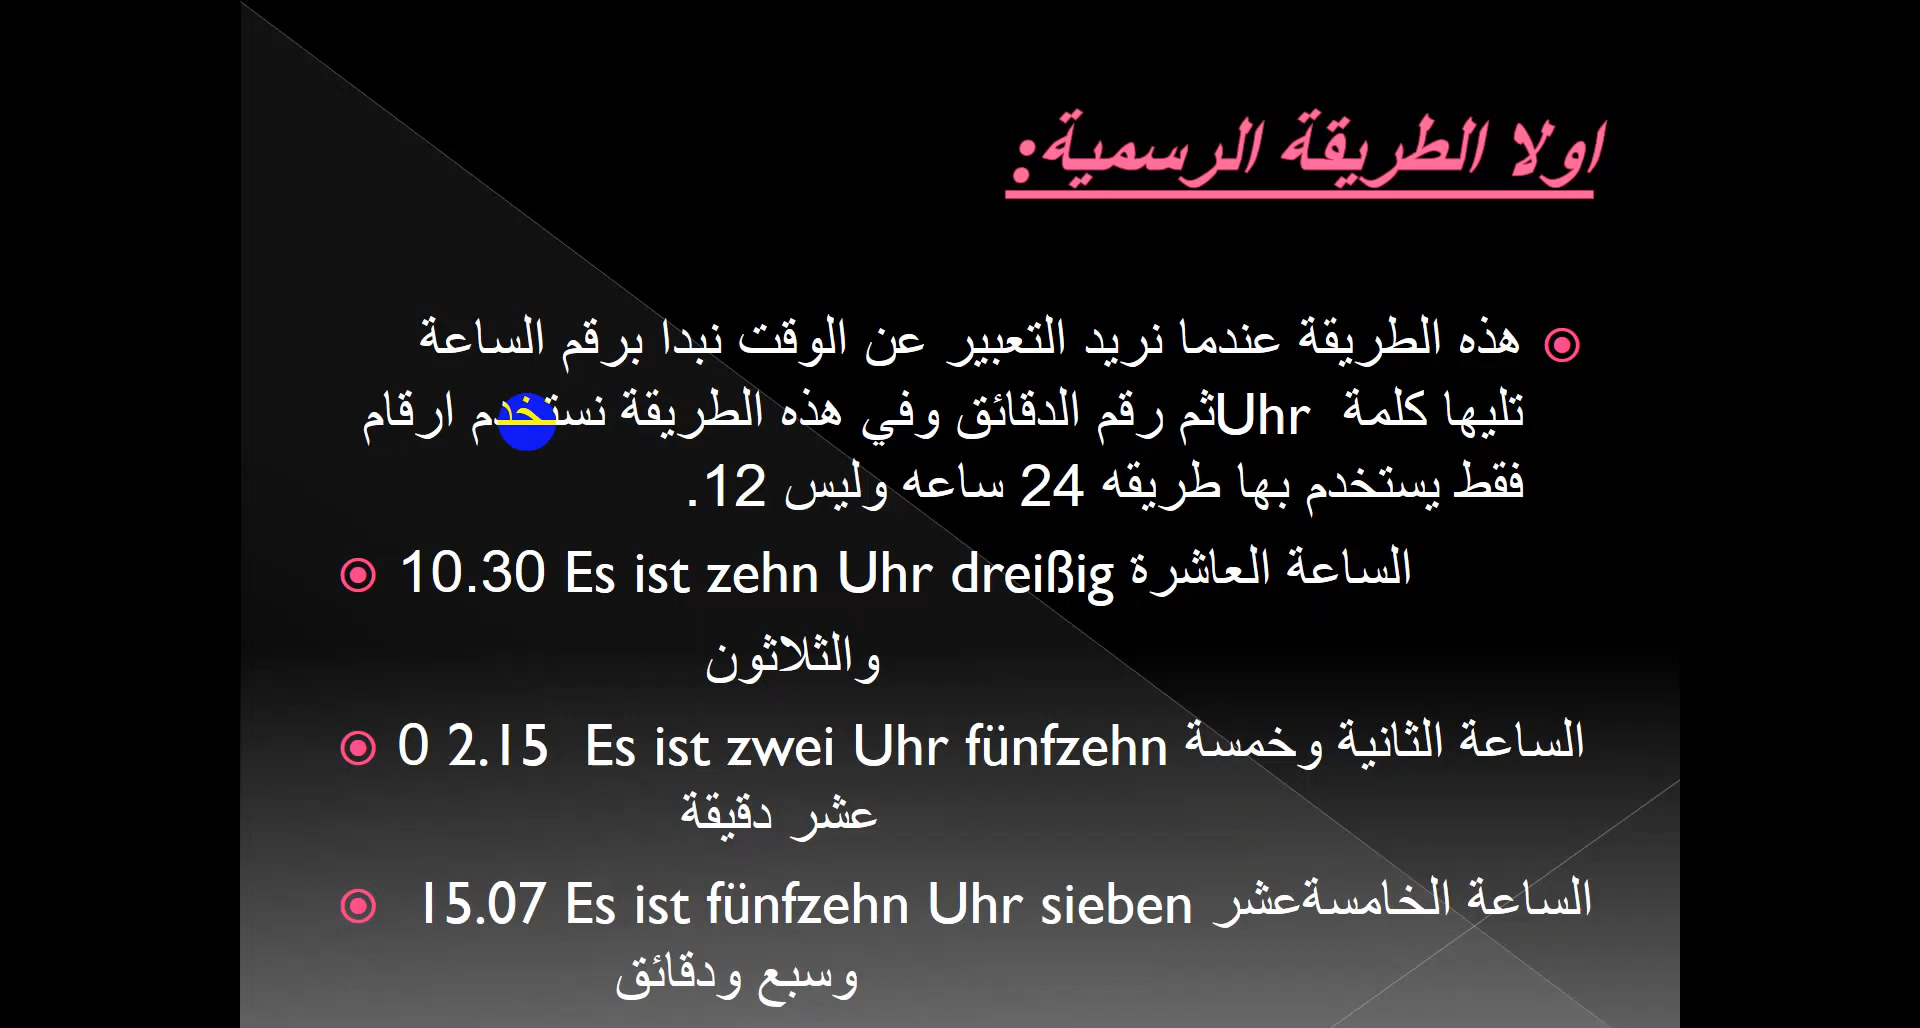 اولا الطريقة الرسمية:
هذه الطريقة عندما نريد التعبير عن الوقت نبدا برقم الساعة
تليها كلمة Uhrثم رقم الدقائق وفي هذه الطريقة نستخدم ارقام
فقط يستخدم بها طريقه 24 ساعه وليس 12.
10.30 Es ist zehn Uhr dreißig الساعة العاشرة
والثلاثون
0 2.15 Es ist zwei Uhr fünfzehn الساعة الثانية وخمسة
عشر دقيقة
15.07 Es ist fünfzehn Uhr sieben الساعة الخامسةعشر
وسبع ودقائق